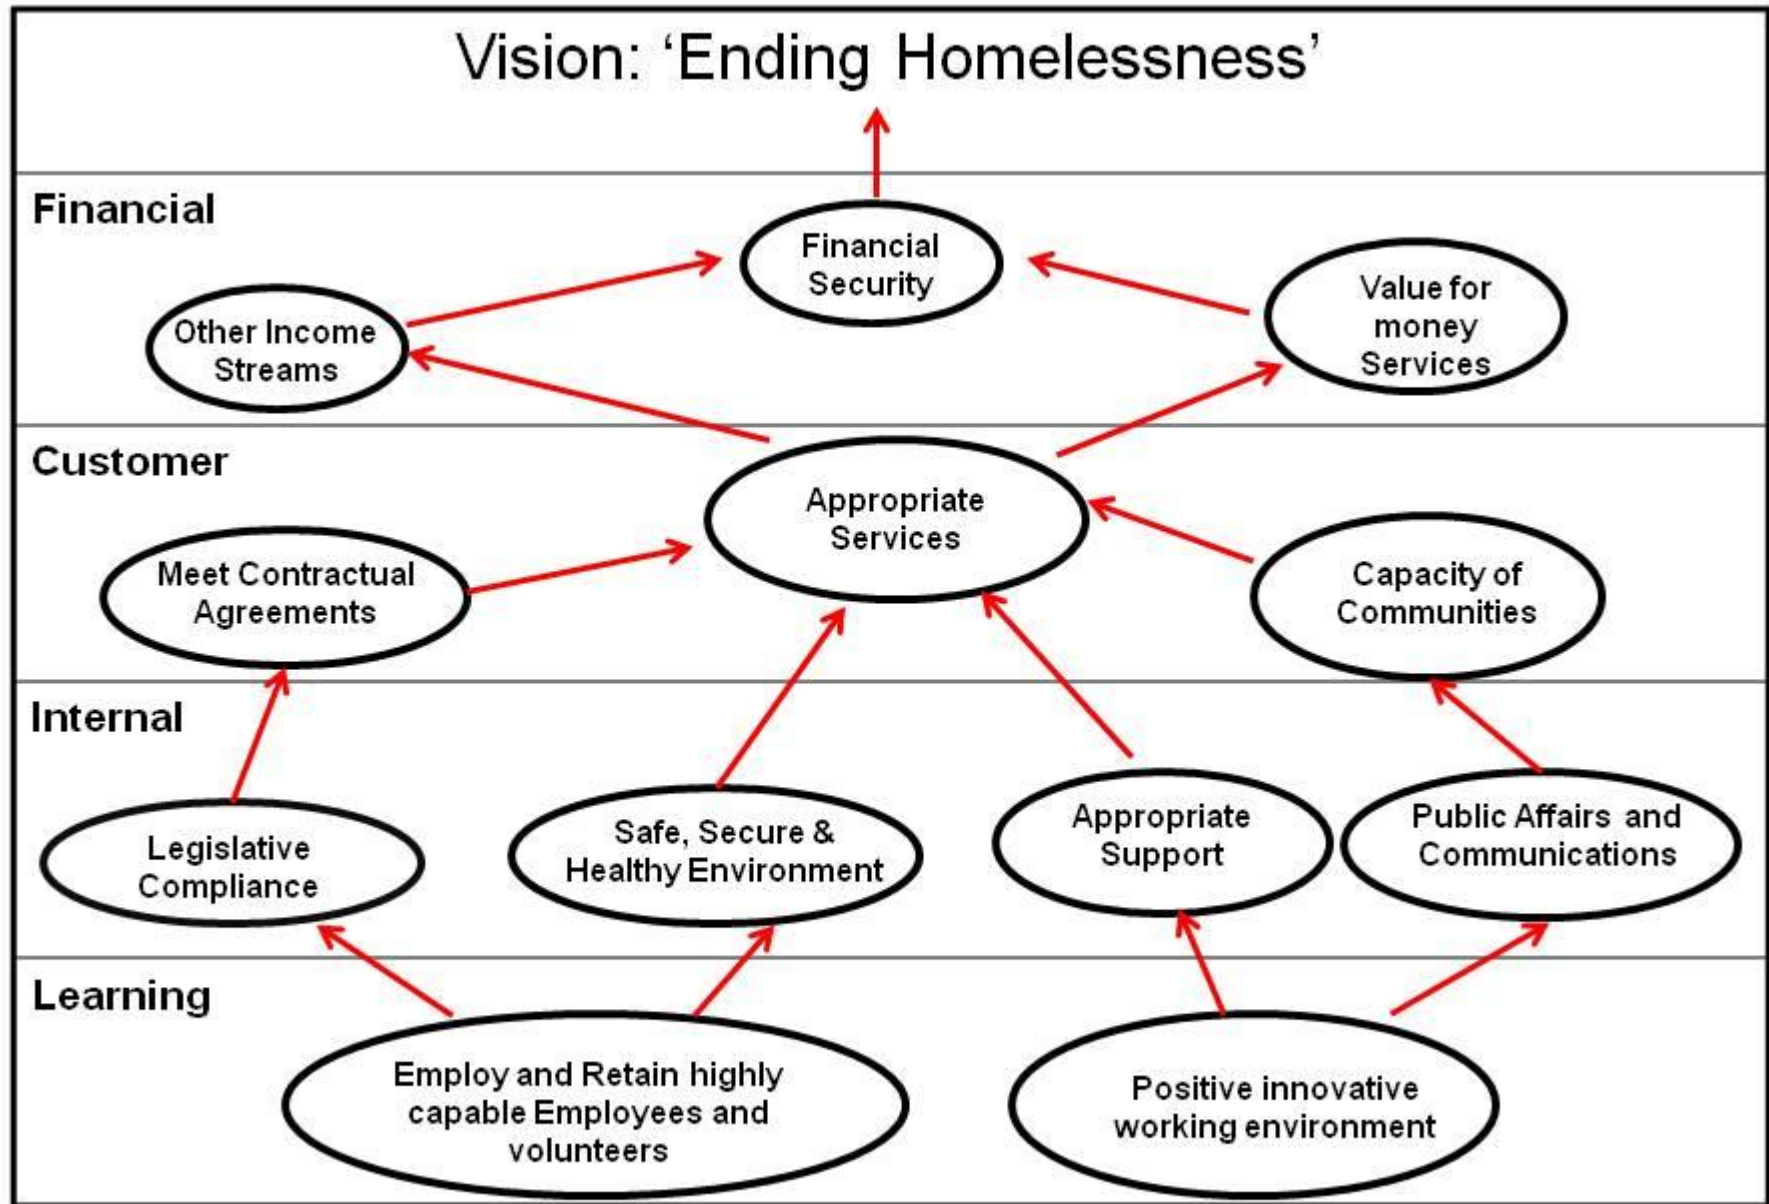 Vision: ‘Ending Homelessness’
Financial
Financial
Security
Other Income
Streams
Value for
money
Services
Customer
Appropriate
Services
Meet Contractual
Agreements
Capacity of
Communities
Internal
Legislative
Compliance
Safe, Secure &
Healthy Environment
Appropriate
Support
Public Affairs and
Communications
Learning
Employ and Retain highly
capable Employees and
volunteers
Positive innovative
working environment